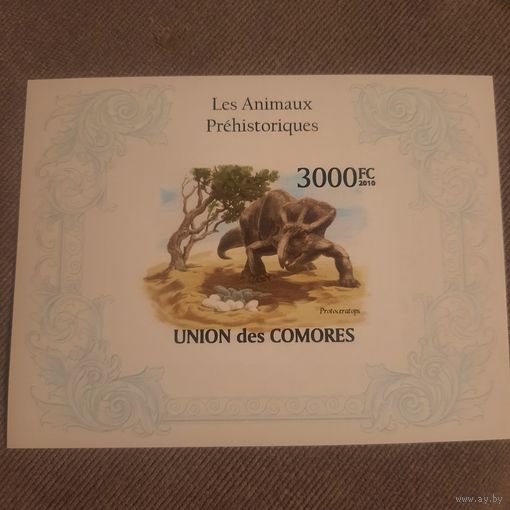 Les Animaux
Préhistoriques
3000FC
2010
Protoceratops
UNION des COMORES
www.ay.by